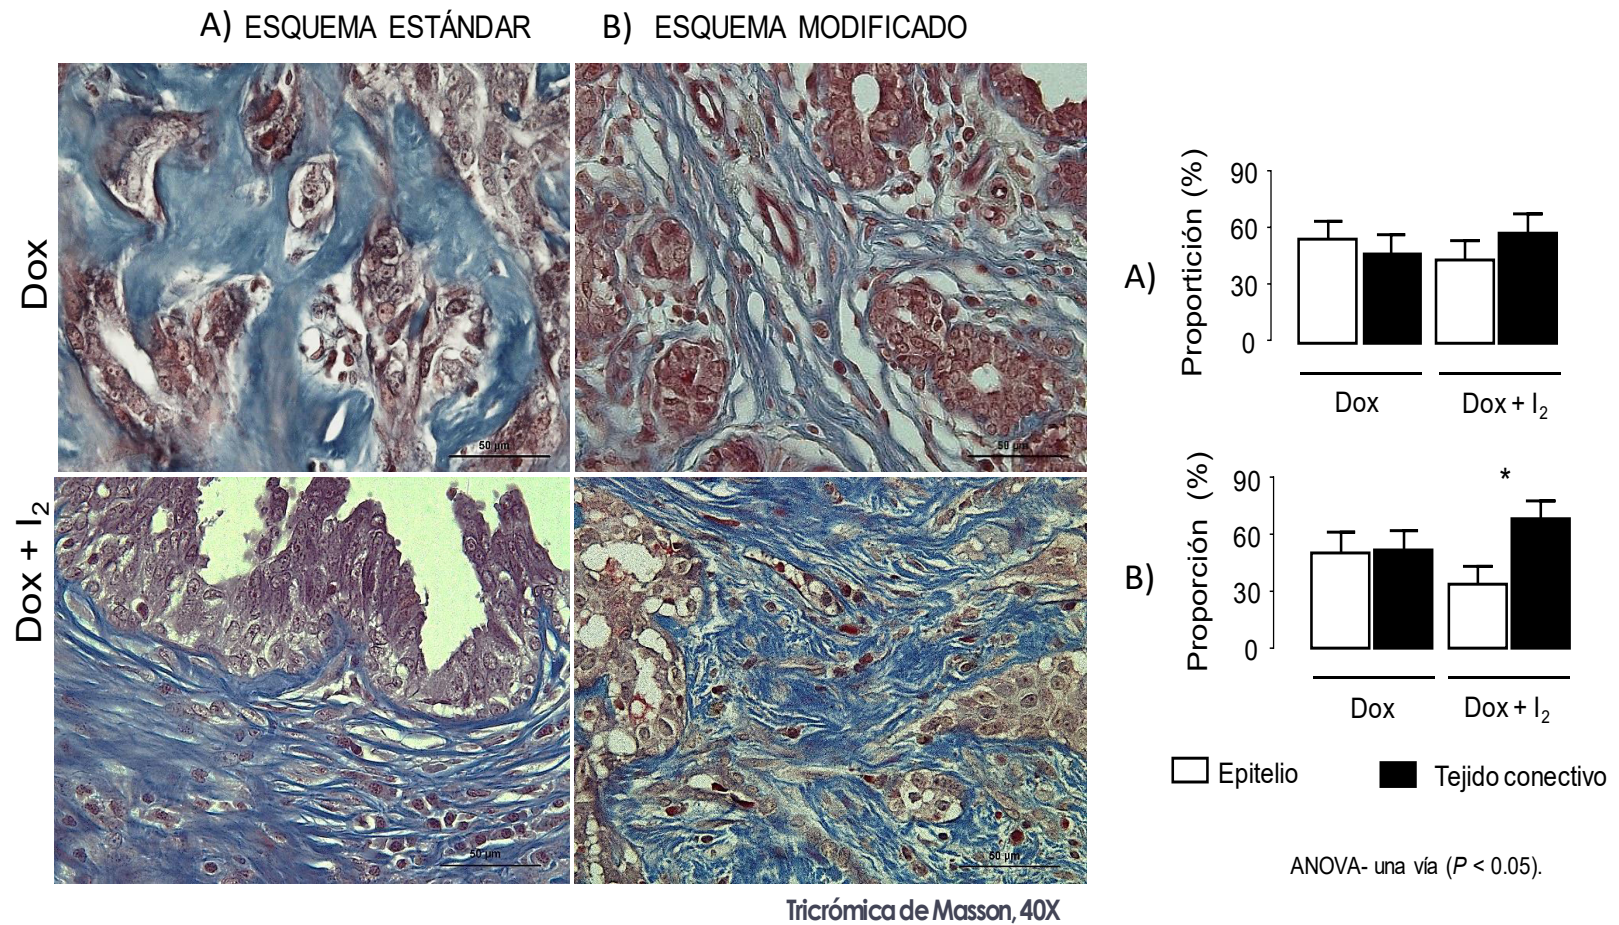 A) ESQUEMA ESTÁNDAR
B) ESQUEMA MODIFICADO
Dox
Dox + I₂
50 µm
50 µm
50 µm
50 µm
Tricrómica de Masson, 40X
A)
Proportición (%)
90
60
30
0
Dox
Dox + I₂
B)
Proporción (%)
90
60
30
0
*
Dox
Dox + I₂
Epitelio
Tejido conectivo
ANOVA- una vía (P < 0.05).